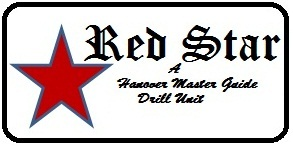 Red Star
A
Hanover Master Guide
Drill Unit